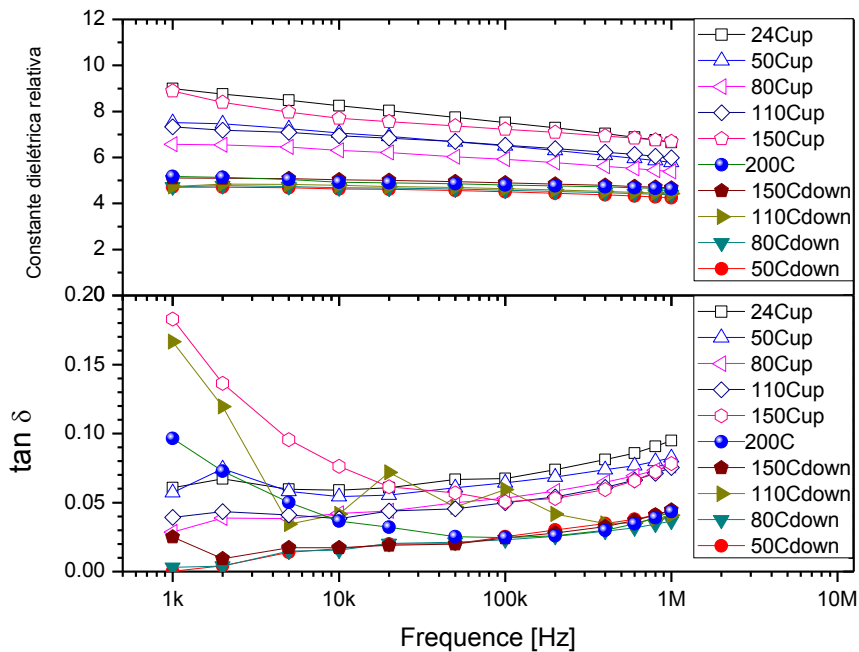 Constante dielétrica relativa
12
10
8
6
4
2
24Cup
50Cup
80Cup
110Cup
150Cup
200C
150Cdown
110Cdown
80Cdown
50Cdown
tan δ
0.20
0.15
0.10
0.05
0.00
24Cup
50Cup
80Cup
110Cup
150Cup
200C
150Cdown
110Cdown
80Cdown
50Cdown
1k
10k
100k
1M
10M
Frequence [Hz]